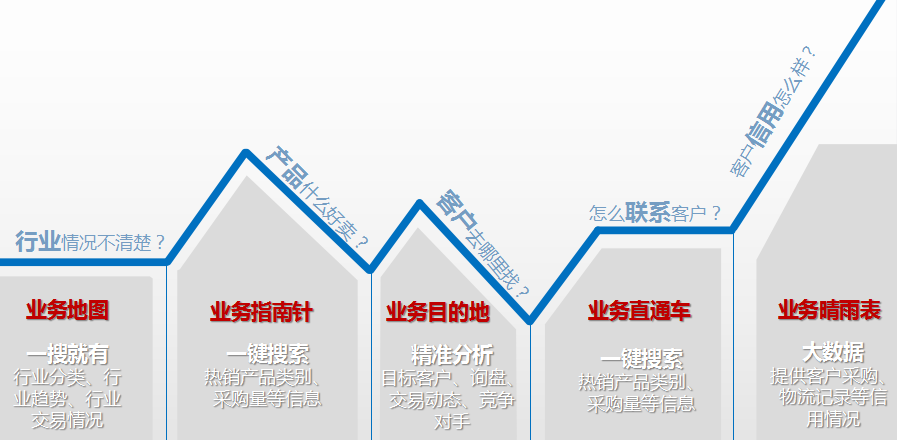 行业情况不清楚？
产品什么好卖？
客户去哪里找？
怎么联系客户？
客户信用怎么样？
业务地图
一搜就有
行业分类、行
业趋势、行业
交易情况
业务指南针
一键搜索
热销产品类别、
采购量等信息
业务目的地
精准分析
目标客户、询盘、
交易动态、竞争
对手
业务直通车
一键搜索
热销产品类别、
采购量等信息
业务晴雨表
大数据
提供客户采购、
物流记录等信
用情况